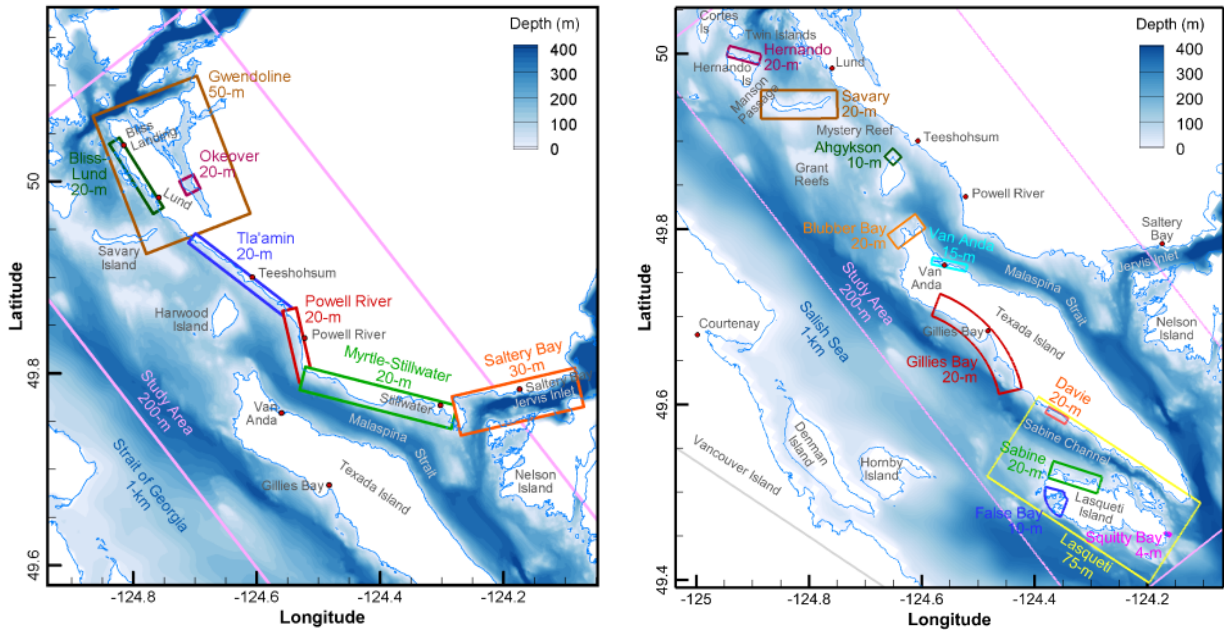 Depth (m)
400
300
200
100
0
Gwendoline
50-m
Bliss
Landing
Bliss-
Lund
20-m
Okeover
20-m
Lund
Savary
Island
Tla'amin
20-m
Teeshohsum
Harwood
Island
Powell River
20-m
Powell River
Myrtle-Stillwater
20-m
Saltery Bay
30-m
Saltery Bay
Jervis Inlet
Stillwater
Van
Anda
Malaspina
Strait
Study Area
200-m
Strait of Georgia
1-km
Texada Island
Gillies Bay
Nelson
Island
50
49.8
49.6
Latitude
-124.8
-124.6
-124.4
-124.2
Longitude
Depth (m)
400
300
200
100
0
Cortes
Is
Twin Islands
Hernando
20-m
Lund
Hernando
Is
Manson
Passage
Savary
20-m
Mystery Reef
Teeshohsum
Ahgykson
10-m
Grant
Reefs
Powell River
Blubber Bay
20-m
Van Anda
15-m
Van
Anda
Saltery
Bay
Jervis Inlet
Malaspina
Strait
Study Area
200-m
Salish Sea
1-km
Courtenay
Gillies Bay
Texada Island
Nelson
Island
Gillies Bay
20-m
Davie
20-m
Sabine Channel
Denman
Island
Hornby
Island
Vancouver Island
Sabine
20-m
Lasqueti
Island
False Bay
10-m
Squitty Bay
4-m
Lasqueti
75-m
50
49.8
49.6
49.4
Latitude
-125
-124.8
-124.6
-124.4
-124.2
Longitude